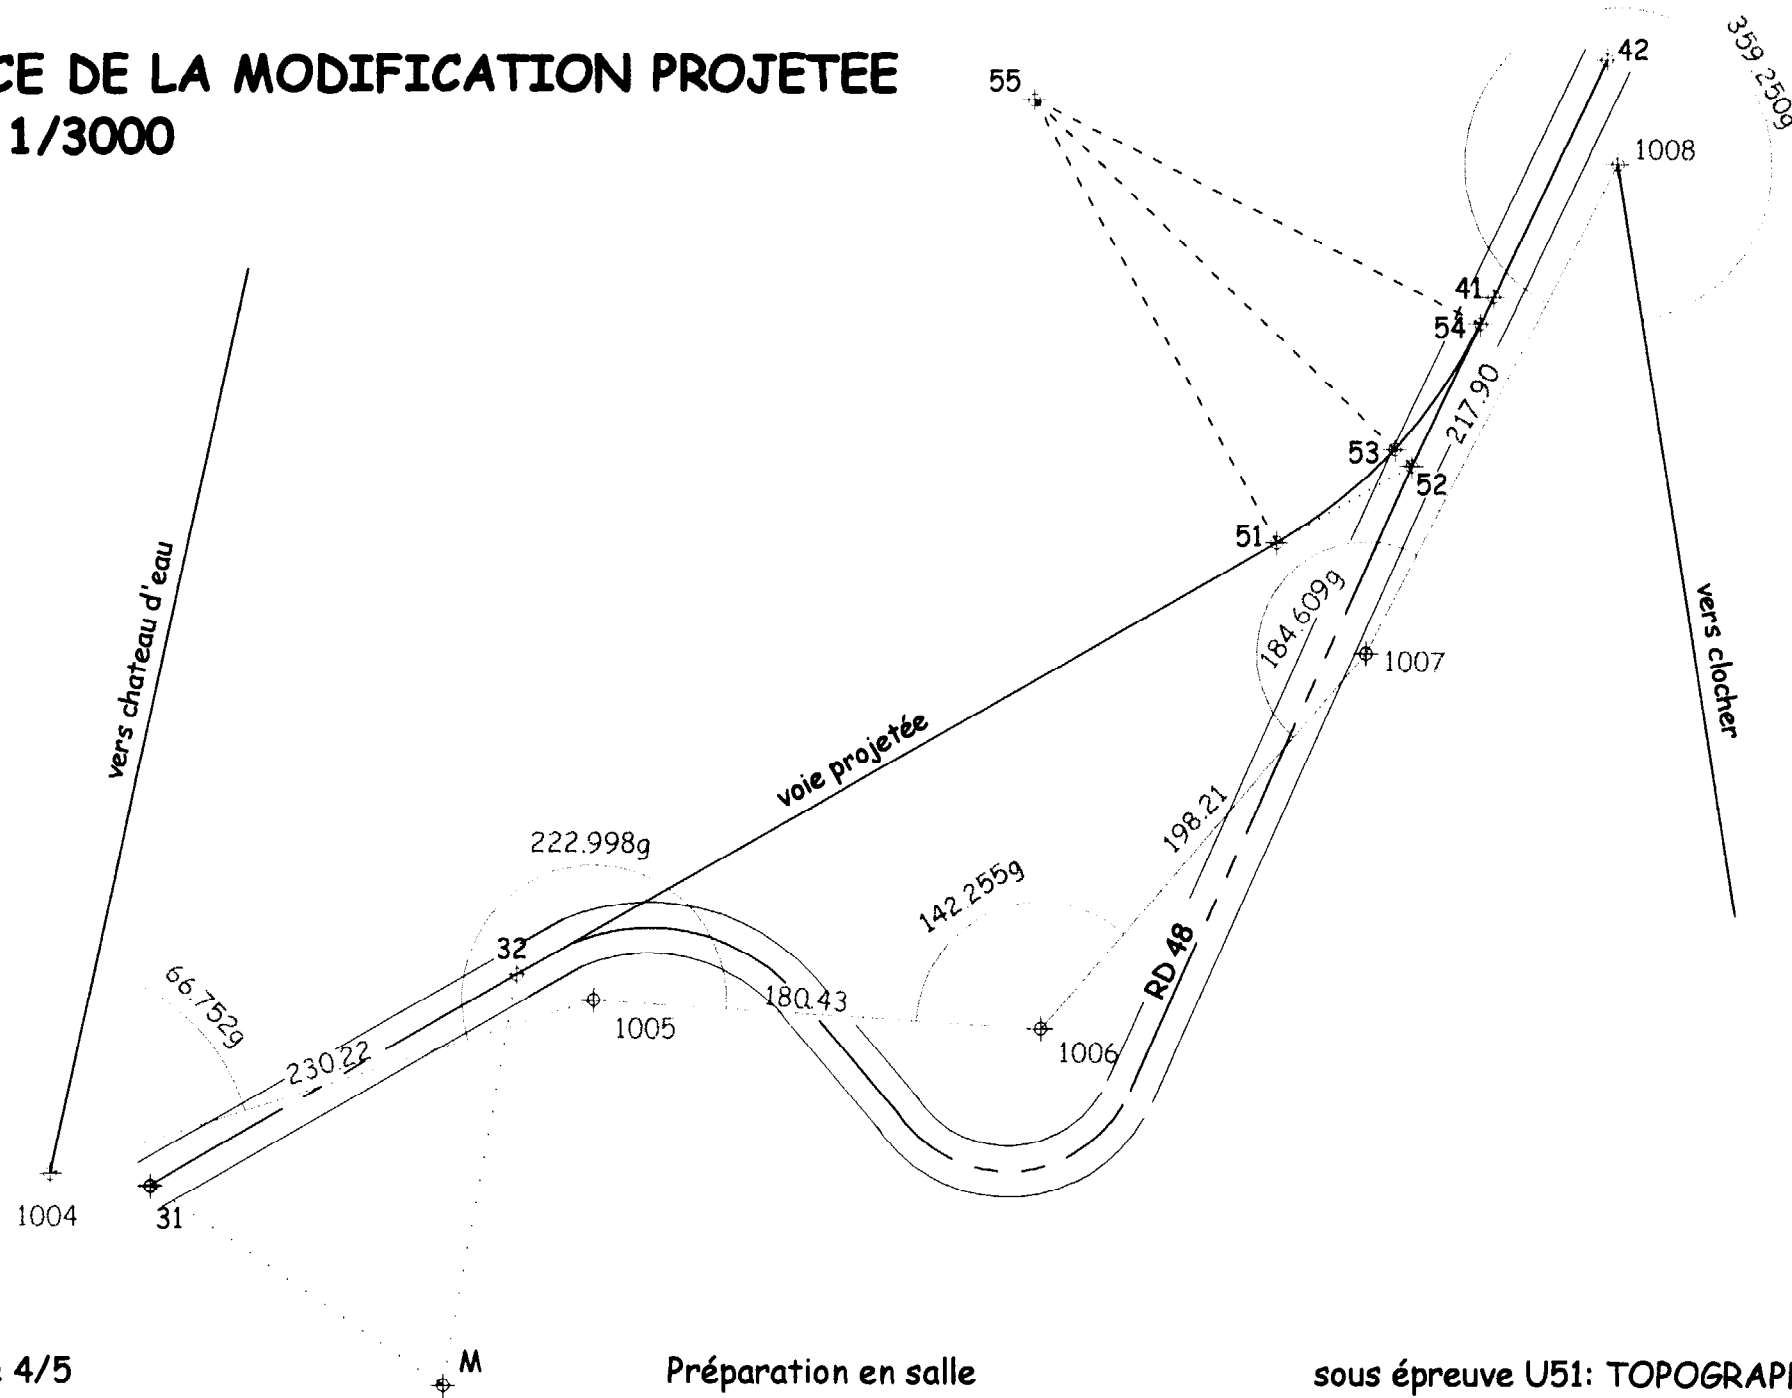 CE DE LA MODIFICATION PROJETEE
1/3000
55
42
359.250g
1008
41
54
217.90
53
52
51
184.609g
1007
vers chateau d'eau
vers clocher
voie projetée
198.21
222.998g
142.255g
32
RD 48
66.752g
180.43
1005
1006
230.22
1004
31
M
4/5
Préparation en salle
sous épreuve U51: TOPOGRAP